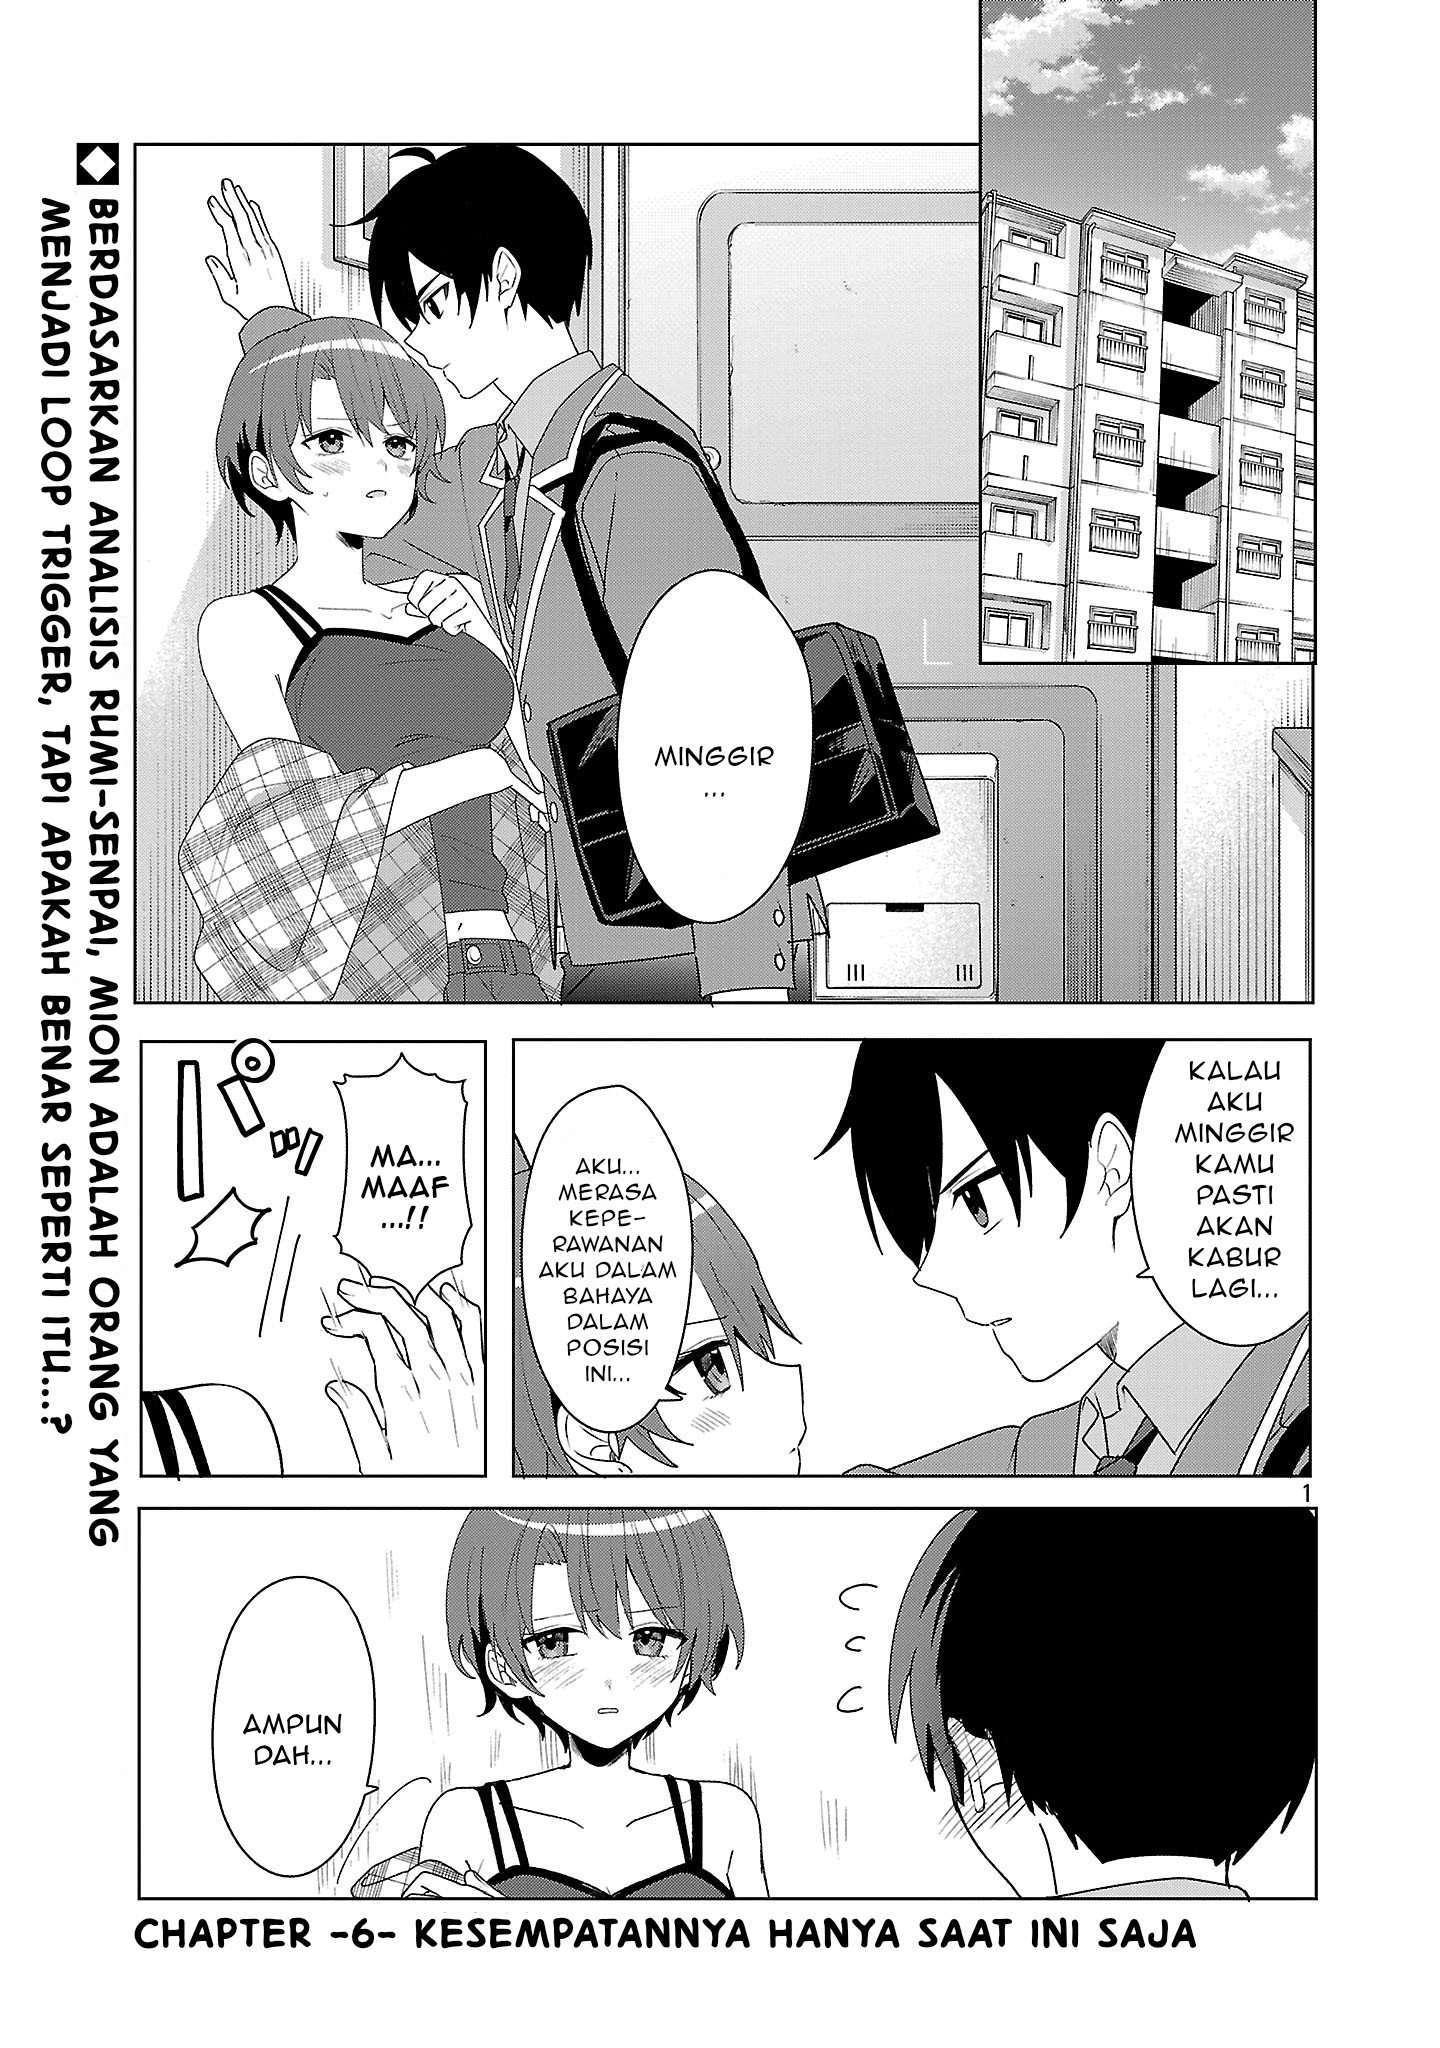 ◆BERDASARKAN ANALISIS RUMI-SENPAI, MION ADALAH ORANG YANG
MENJADI LOOP TRIGGER, TAPI APAKAH BENAR SEPERTI ITU...?
MINGGIR
...
KALAU
AKU
MINGGIR
KAMU
PASTI
AKAN
KABUR
LAGI...
AKU...
MERASA
KEPE-
RAWANAN
AKU DALAM
BAHAYA
DALAM
POSISI
INI...
MA...
MAAF
...!!
1
AMPUN
DAH...
CHAPTER -6- KESEMPATANNYA HANYA SAAT INI SAJA